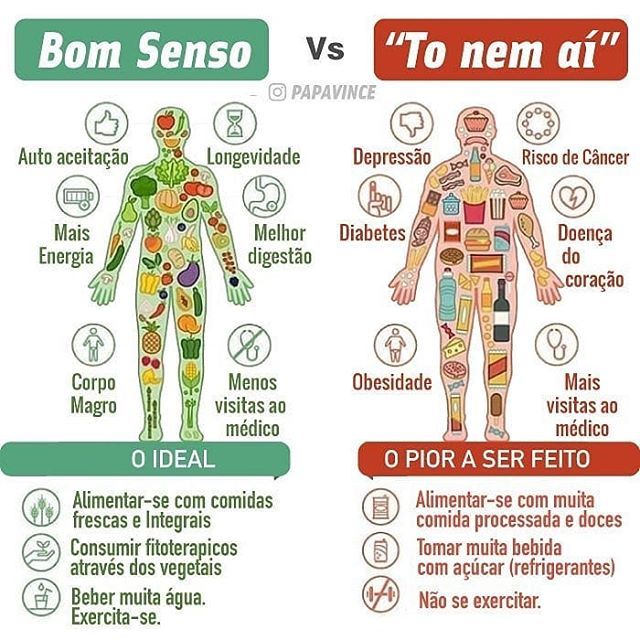 Bom Senso
Vs
"To nem aí"
PAPAVINCE
Auto aceitação
Longevidade
Mais
Energia
Melhor
digestão
Corpo
Magro
Menos
visitas ao
médico
Depressão
Risco de Câncer
Diabetes
Doença
do
coração
Obesidade
Mais
visitas ao
médico
O IDEAL
Alimentar-se com comidas
frescas e Integrais
Consumir fitoterapicos
através dos vegetais
Beber muita água.
Exercita-se.
O PIOR A SER FEITO
Alimentar-se com muita
comida processada e doces
Tomar muita bebida
com açúcar (refrigerantes)
Não se exercitar.